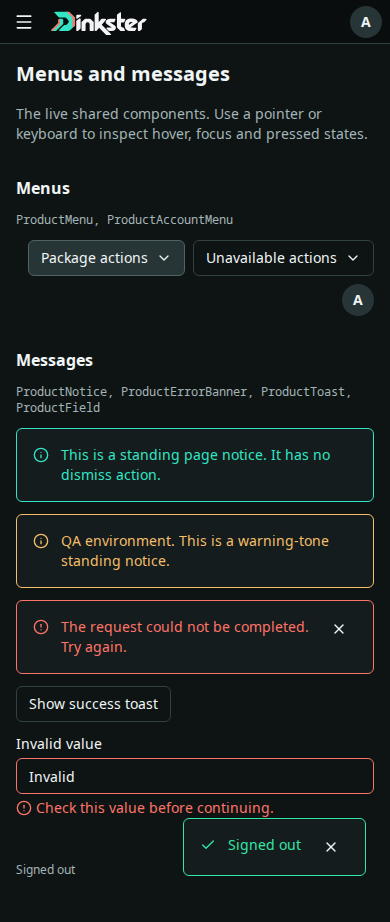 Dinkster
A
Menus and messages
The live shared components. Use a pointer or
keyboard to inspect hover, focus and pressed states.
Menus
ProductMenu, ProductAccountMenu
Package actions
Unavailable actions
A
Messages
ProductNotice, ProductErrorBanner, ProductToast,
ProductField
This is a standing page notice. It has no
dismiss action.
QA environment. This is a warning-tone
standing notice.
The request could not be completed.
Try again.
Show success toast
Invalid value
Invalid
Check this value before continuing.
Signed out
Signed out